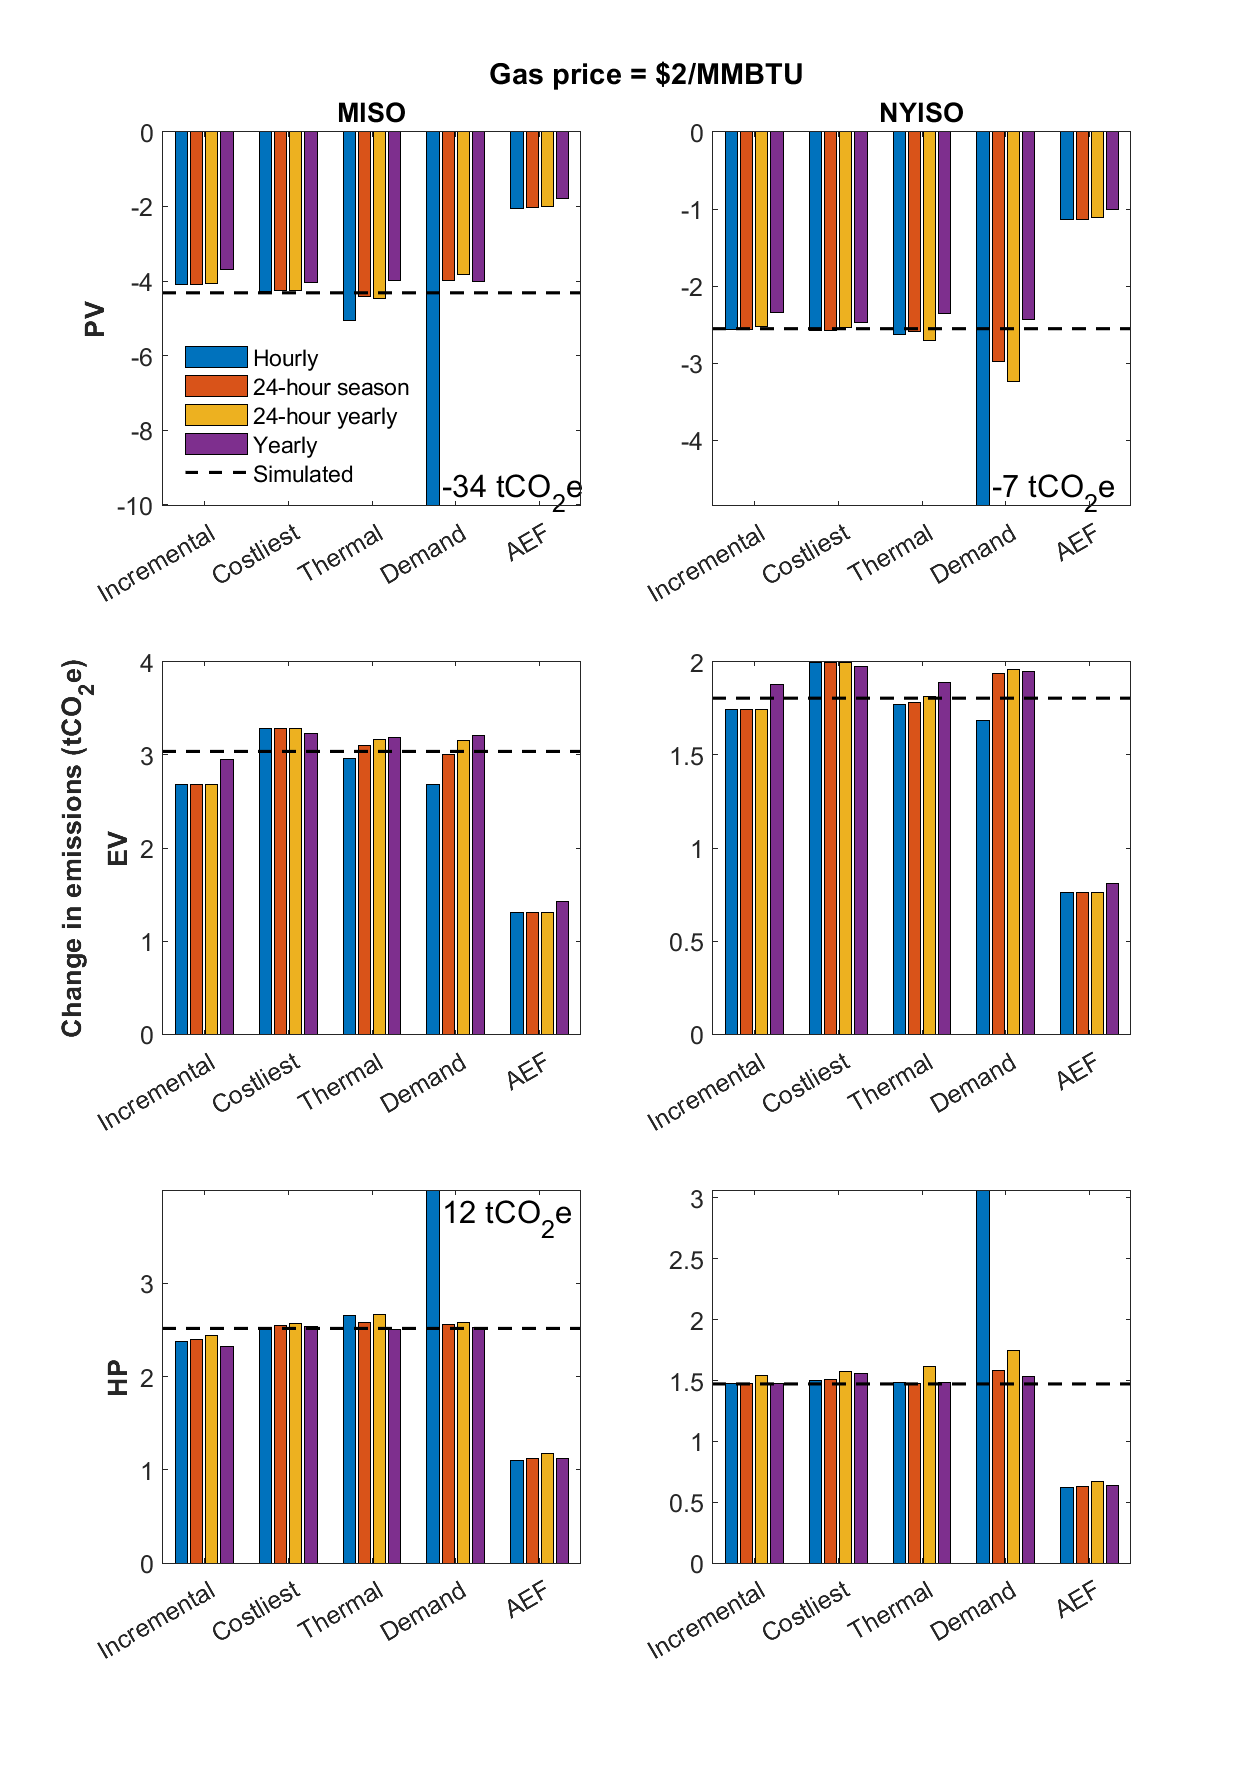 Gas price = $2/MMBTU
MISO
0
-2
-4
-6
-8
-10
PV
Hourly
24-hour season
24-hour yearly
Yearly
Simulated
-34 tCO2e
Incremental
Costliest
Thermal
Demand
AEF
NYISO
0
-1
-2
-3
-4
-7 tCO2e
Incremental
Costliest
Thermal
Demand
AEF
Change in emissions (tCO2e)
EV
4
3
2
1
0
Incremental
Costliest
Thermal
Demand
AEF
2
1.5
1
0.5
0
Incremental
Costliest
Thermal
Demand
AEF
HP
3
2
1
0
12 tCO2e
Incremental
Costliest
Thermal
Demand
AEF
3
2.5
2
1.5
1
0.5
0
Incremental
Costliest
Thermal
Demand
AEF